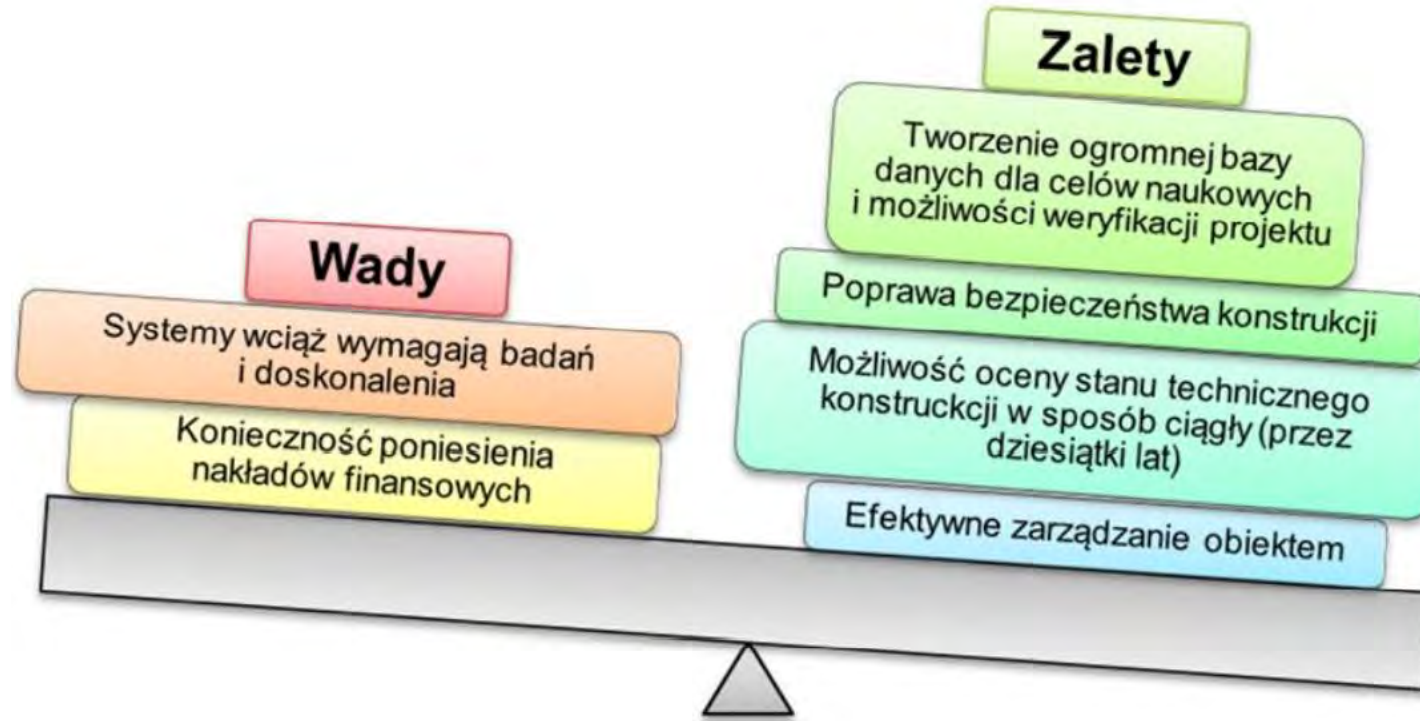 Wady
Systemy wciąż wymagają badań
i doskonalenia
Konieczność poniesienia
nakładów finansowych
Zalety
Tworzenie ogromnej bazy
danych dla celów naukowych
i możliwości weryfikacji projektu
Poprawa bezpieczeństwa konstrukcji
Możliwość oceny stanu technicznego
konstruckcji w sposób ciągły (przez
dziesiątki lat)
Efektywne zarządzanie obiektem